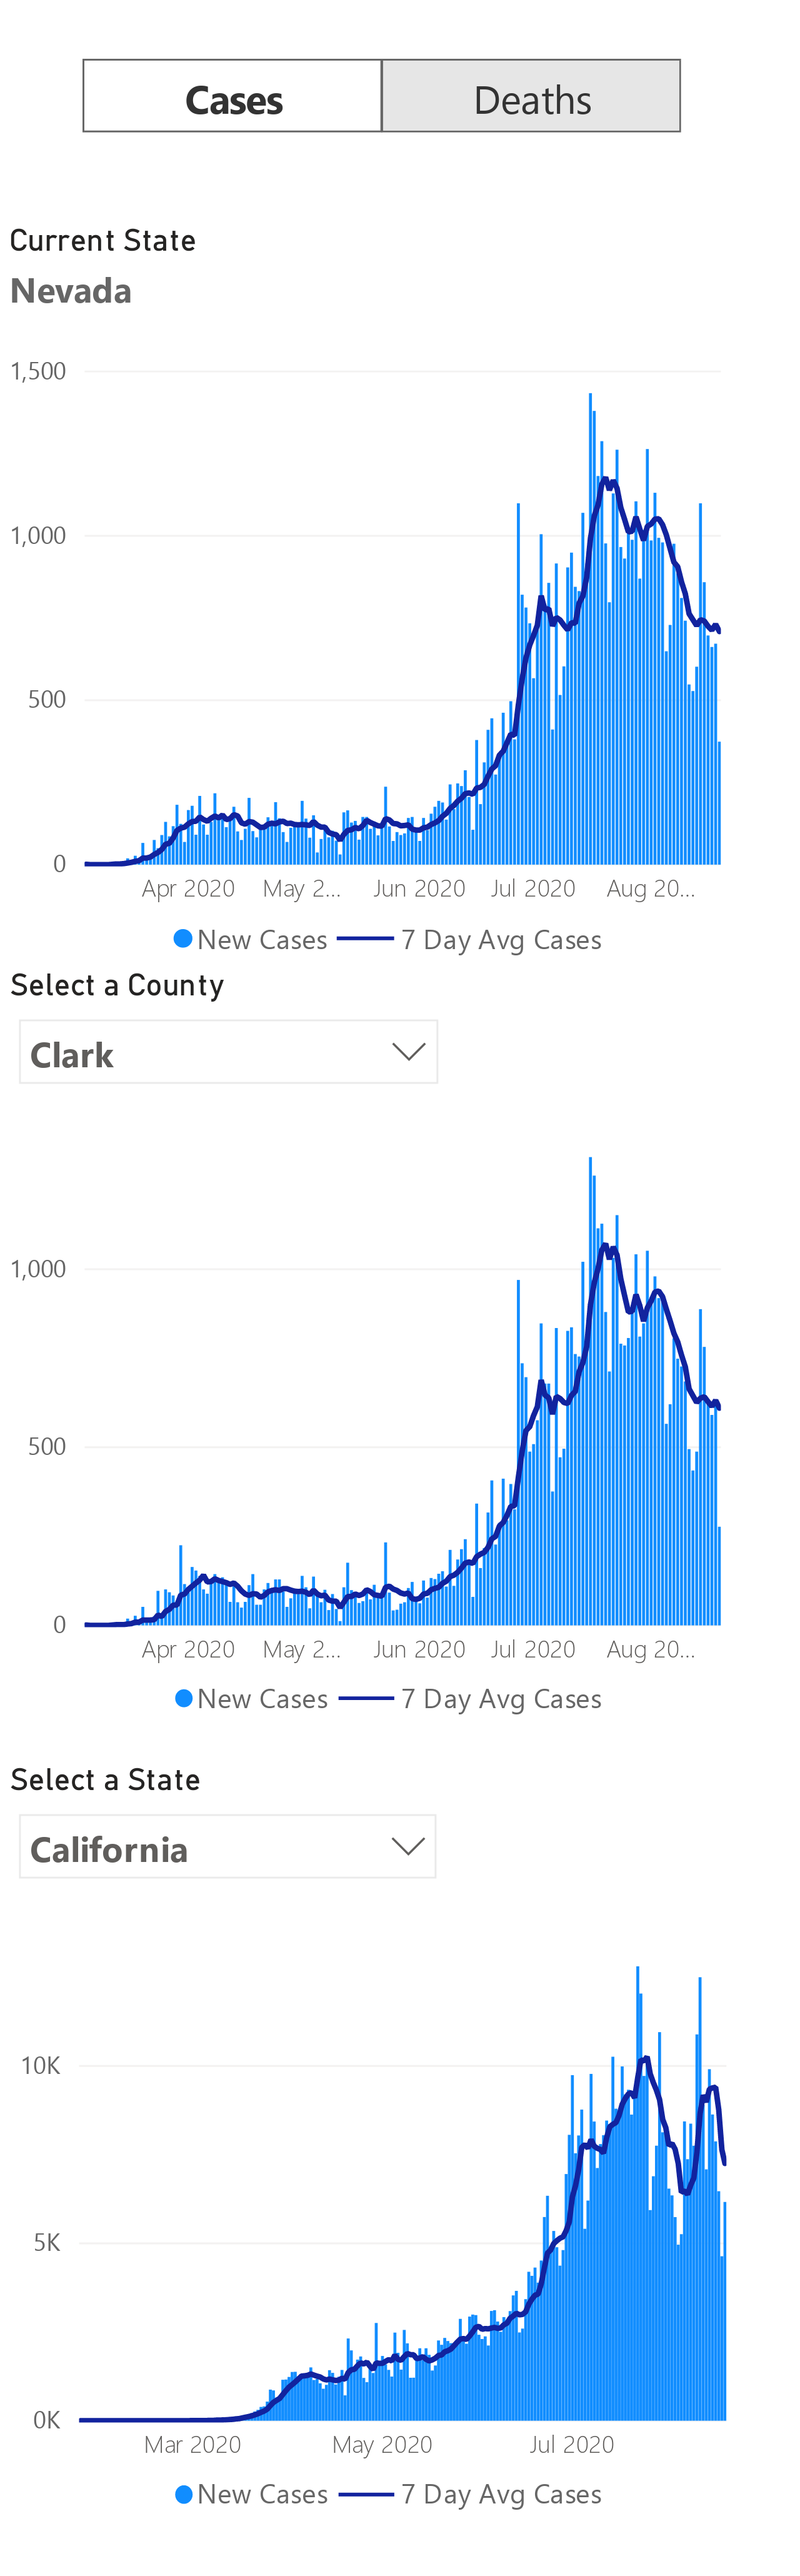 Cases Deaths
Current State
Nevada
1,500
1,000
500
0
Apr 2020 May 2... Jun 2020 Jul 2020 Aug 20...
New Cases 7 Day Avg Cases
Select a County
Clark
1,000
500
0
Apr 2020 May 2... Jun 2020 Jul 2020 Aug 20...
New Cases 7 Day Avg Cases
Select a State
California
10K
5K
0K
Mar 2020 May 2020 Jul 2020
New Cases 7 Day Avg Cases